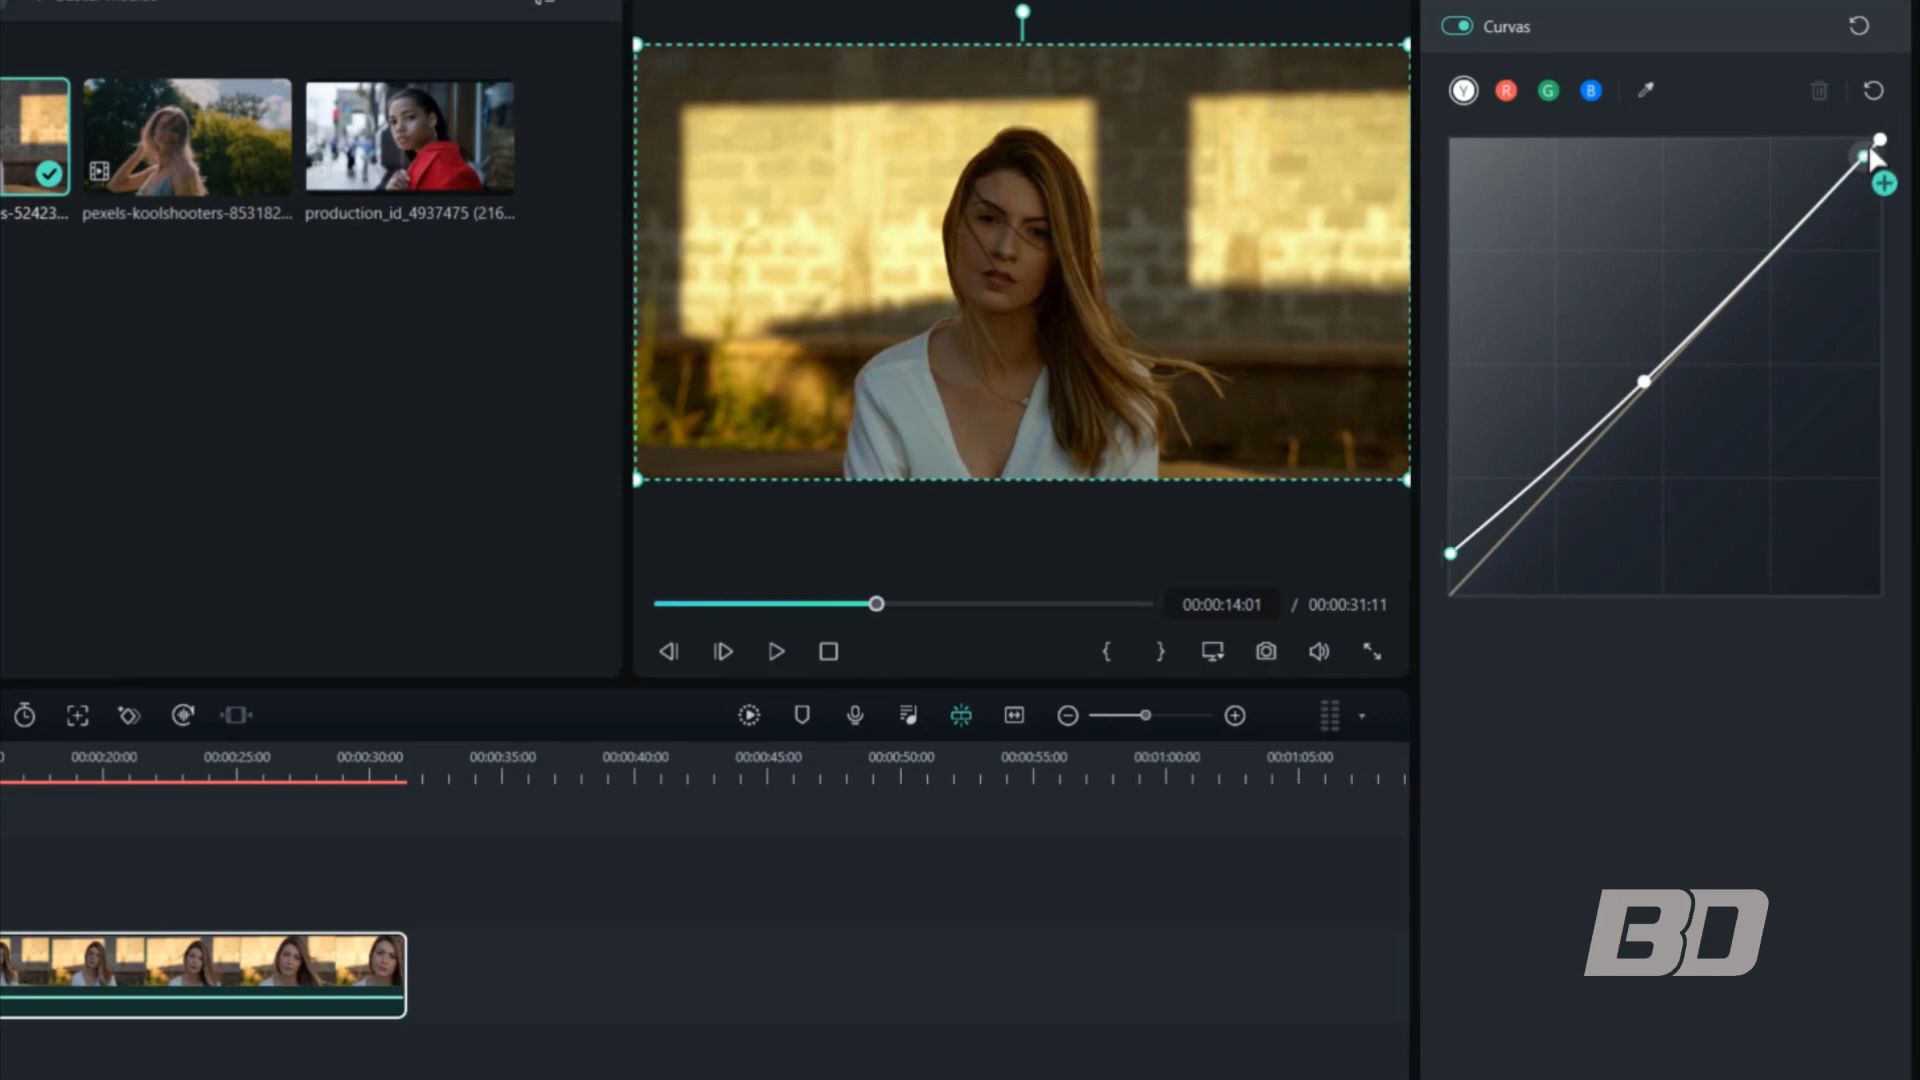 Curvas
Y R G B
s-52423...
pexels-koolshooters-853182...
production_id_4937475 (216...
00:00:14:01 / 00:00:31:11
00:00:20:00 00:00:25:00 00:00:30:00 00:00:35:00 00:00:40:00 00:00:45:00 00:00:50:00 00:00:55:00 00:01:00:00 00:01:05:00
BD